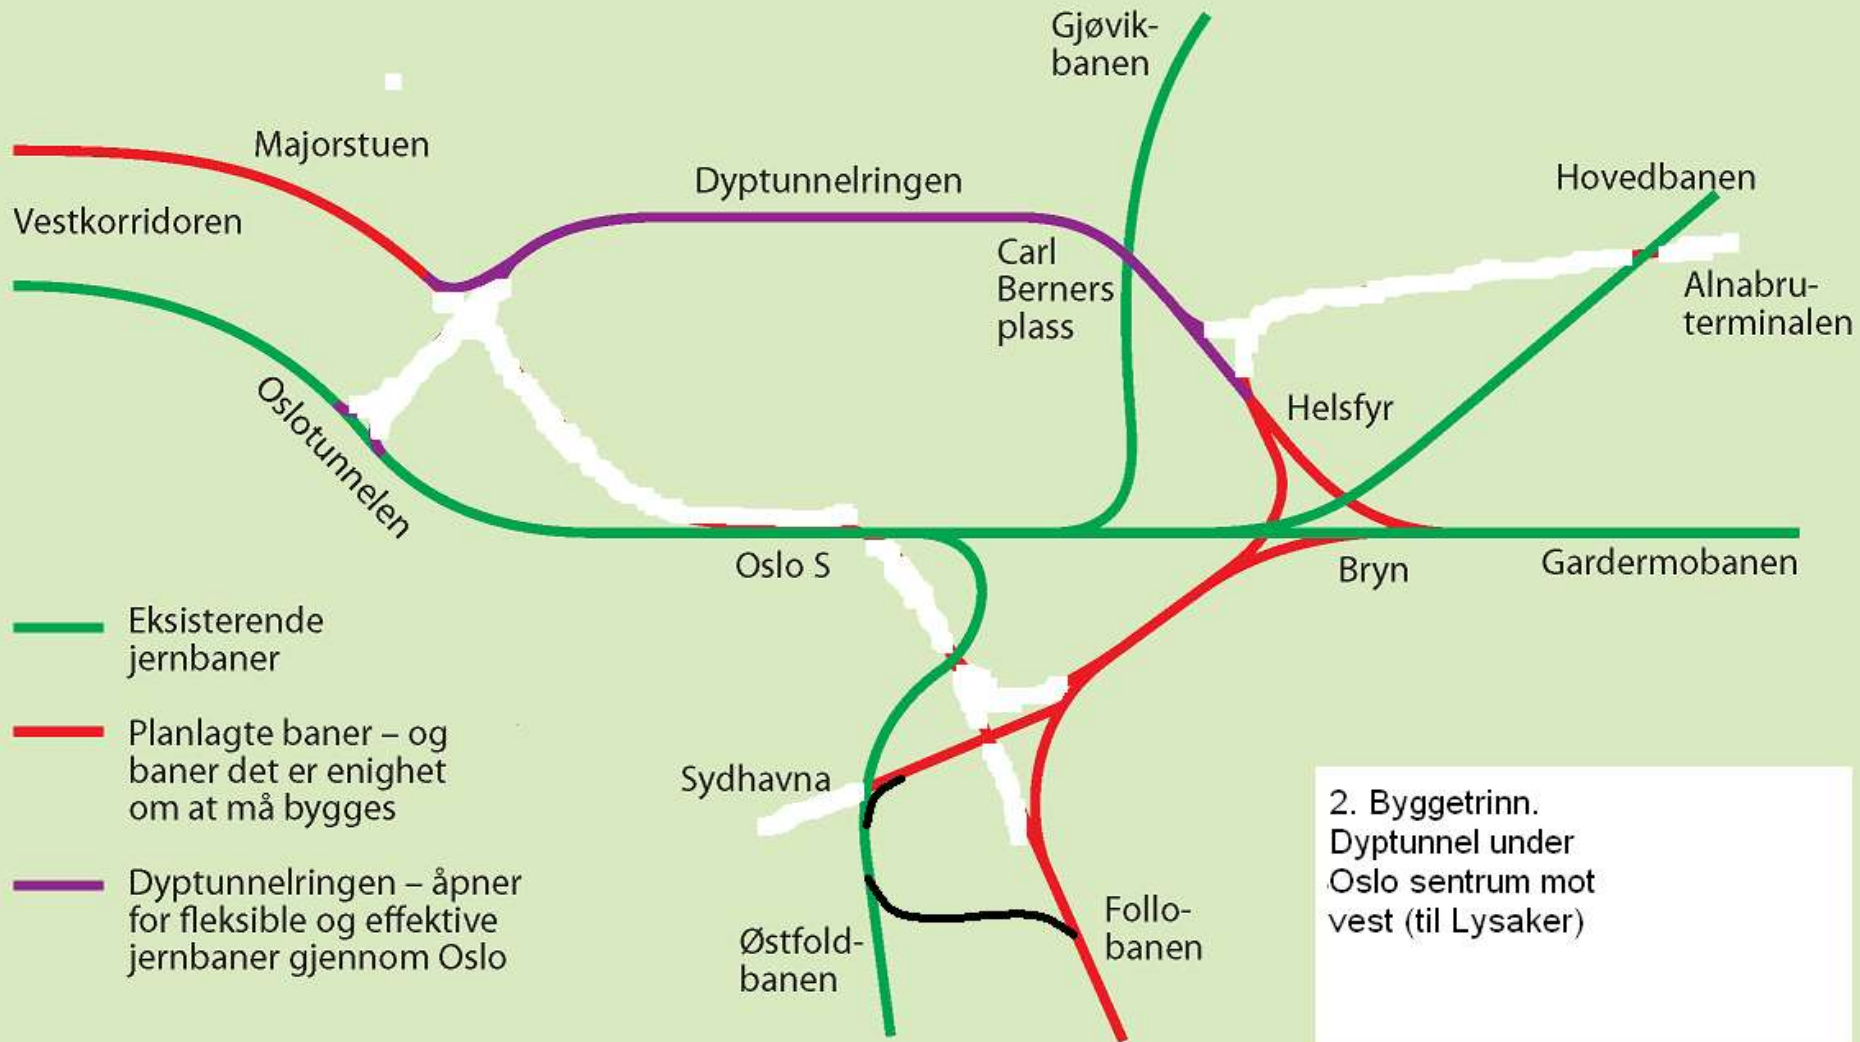 Gjøvik-
banen
Majorstuen
Dyptunnelringen
Hovedbanen
Vestkorridoren
Carl
Berners
plass
Alnabru-
terminalen
Oslotunnelen
Helsfyr
Oslo S
Bryn
Gardermobanen
Eksisterende
jernbaner
Planlagte baner – og
baner det er enighet
om at må bygges
Dyptunnelringen – åpner
for fleksible og effektive
jernbaner gjennom Oslo
Sydhavna
Østfold-
banen
Follo-
banen
2. Byggetrinn.
Dyptunnel under
Oslo sentrum mot
vest (til Lysaker)